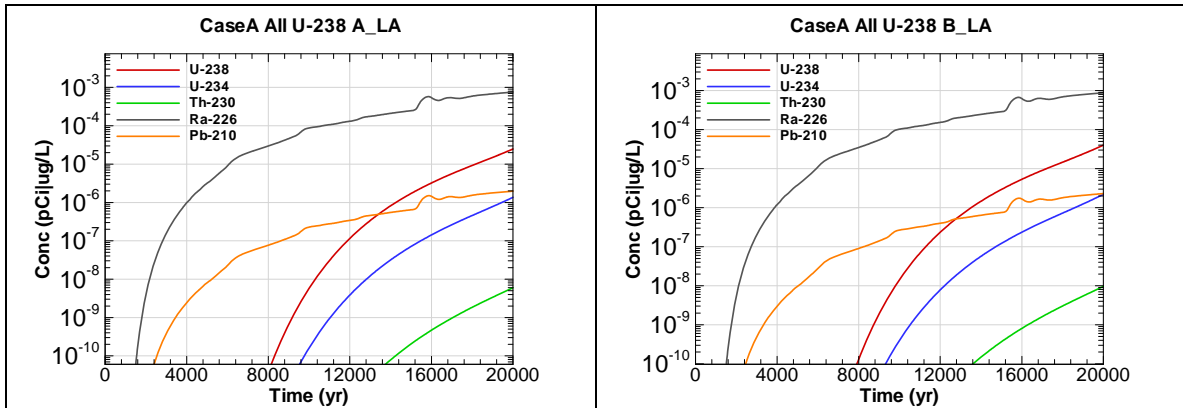 CaseA All U-238 A_LA
Conc (pCi|ug/L)
10-3
10-4
10-5
10-6
10-7
10-8
10-9
10-10
U-238
U-234
Th-230
Ra-226
Pb-210
0 4000 8000 12000 16000 20000
Time (yr)
CaseA All U-238 B_LA
Conc (pCi|ug/L)
10-3
10-4
10-5
10-6
10-7
10-8
10-9
10-10
U-238
U-234
Th-230
Ra-226
Pb-210
0 4000 8000 12000 16000 20000
Time (yr)